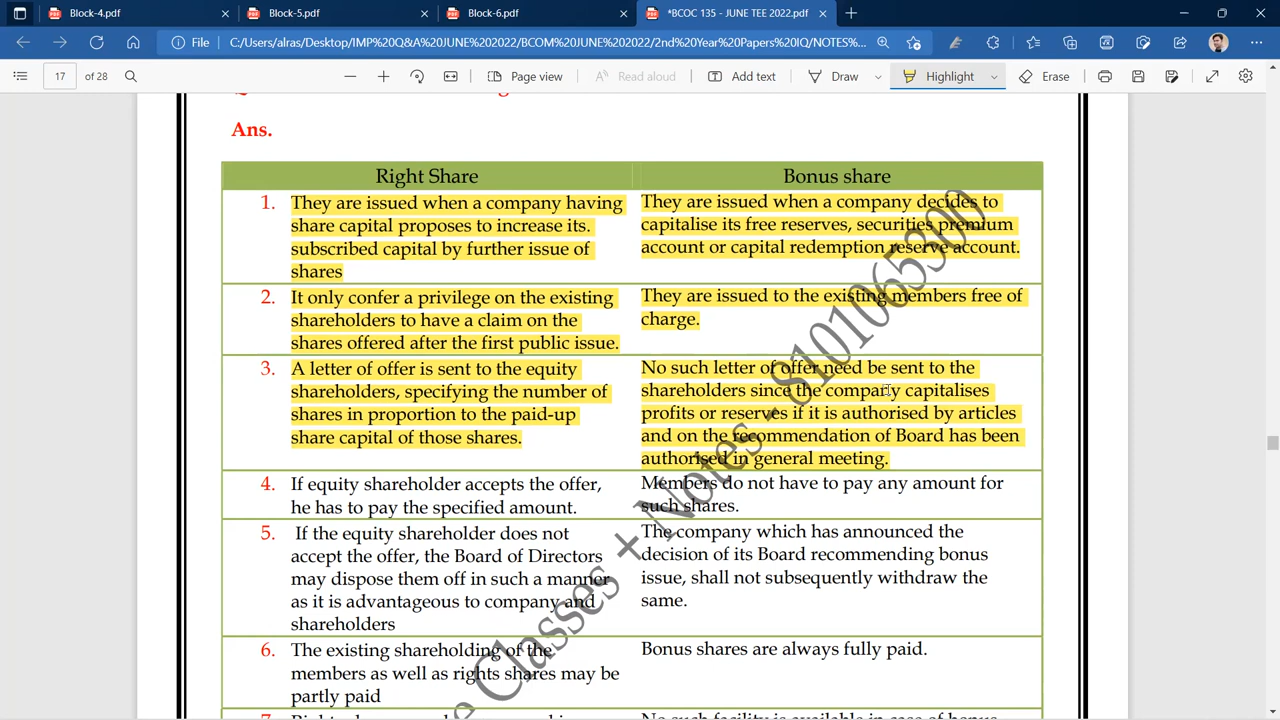 Block-4.pdf
Block-5.pdf
Block-6.pdf
*BCOC 135 - JUNE TEE 2022.pdf
File
C:/Users/alras/Desktop/IMP%20Q&A%20JUNE%202022/BCOM%20JUNE%202022/2nd%20Year%20Papers%20IQ/NOTES%...
17 of 28
Page view
Read aloud
Add text
Draw
Highlight
Erase
Ans.
Right Share
Bonus share
1. They are issued when a company having
share capital proposes to increase its.
subscribed capital by further issue of
shares
They are issued when a company decides to
capitalise its free reserves, securities premium
account or capital redemption reserve account.
2. It only confer a privilege on the existing
shareholders to have a claim on the
shares offered after the first public issue.
They are issued to the existing members free of
charge.
3. A letter of offer is sent to the equity
shareholders, specifying the number of
shares in proportion to the paid-up
share capital of those shares.
No such letter of offer need be sent to the
shareholders since the company capitalises
profits or reserves if it is authorised by articles
and on the recommendation of Board has been
authorised in general meeting.
4. If equity shareholder accepts the offer,
he has to pay the specified amount.
Members do not have to pay any amount for
such shares.
5. If the equity shareholder does not
accept the offer, the Board of Directors
may dispose them off in such a manner
as it is advantageous to company and
shareholders
The company which has announced the
decision of its Board recommending bonus
issue, shall not subsequently withdraw the
same.
6. The existing shareholding of the
members as well as rights shares may be
partly paid
Bonus shares are always fully paid.
No such facility is available in case of bonus
Classes + Notes - 8101065300